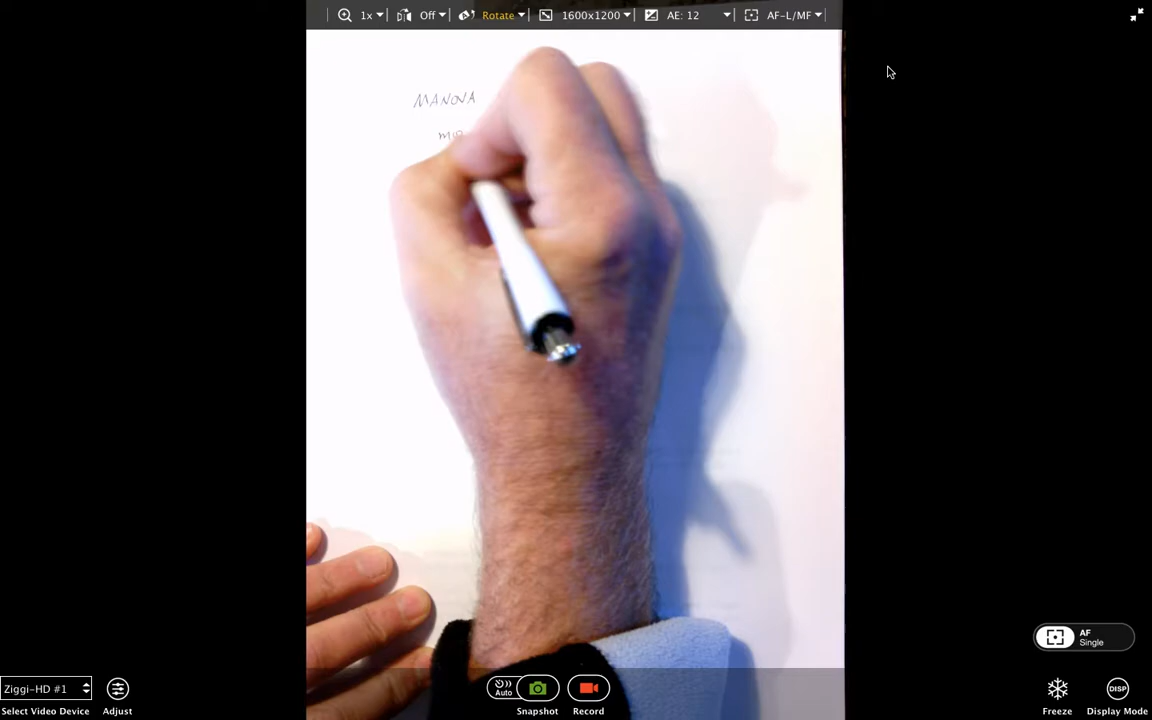 1x Off Rotate 1600x1200 AE: 12 AF-L/MF
MANOVA
AF
Single
Ziggi-HD #1
Auto
Select Video Device Adjust Snapshot Record Freeze Display Mode
DISP